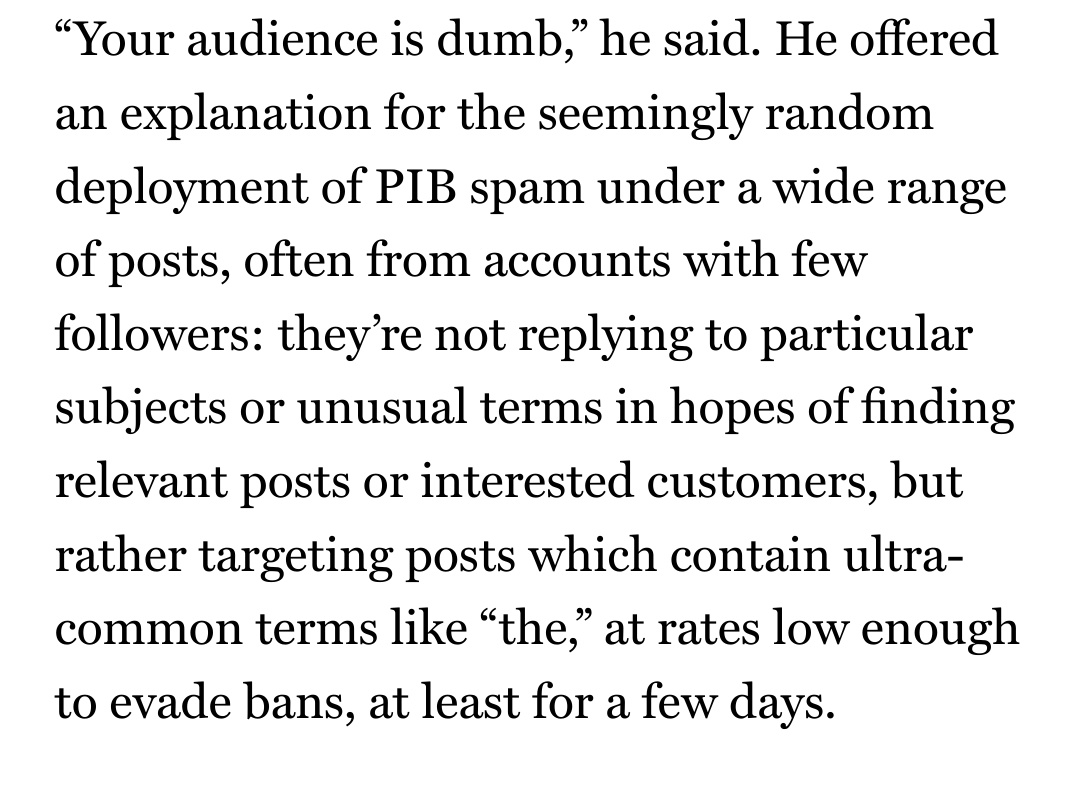 “Your audience is dumb,” he said. He offered
an explanation for the seemingly random
deployment of PIB spam under a wide range
of posts, often from accounts with few
followers: they’re not replying to particular
subjects or unusual terms in hopes of finding
relevant posts or interested customers, but
rather targeting posts which contain ultra-
common terms like “the,” at rates low enough
to evade bans, at least for a few days.